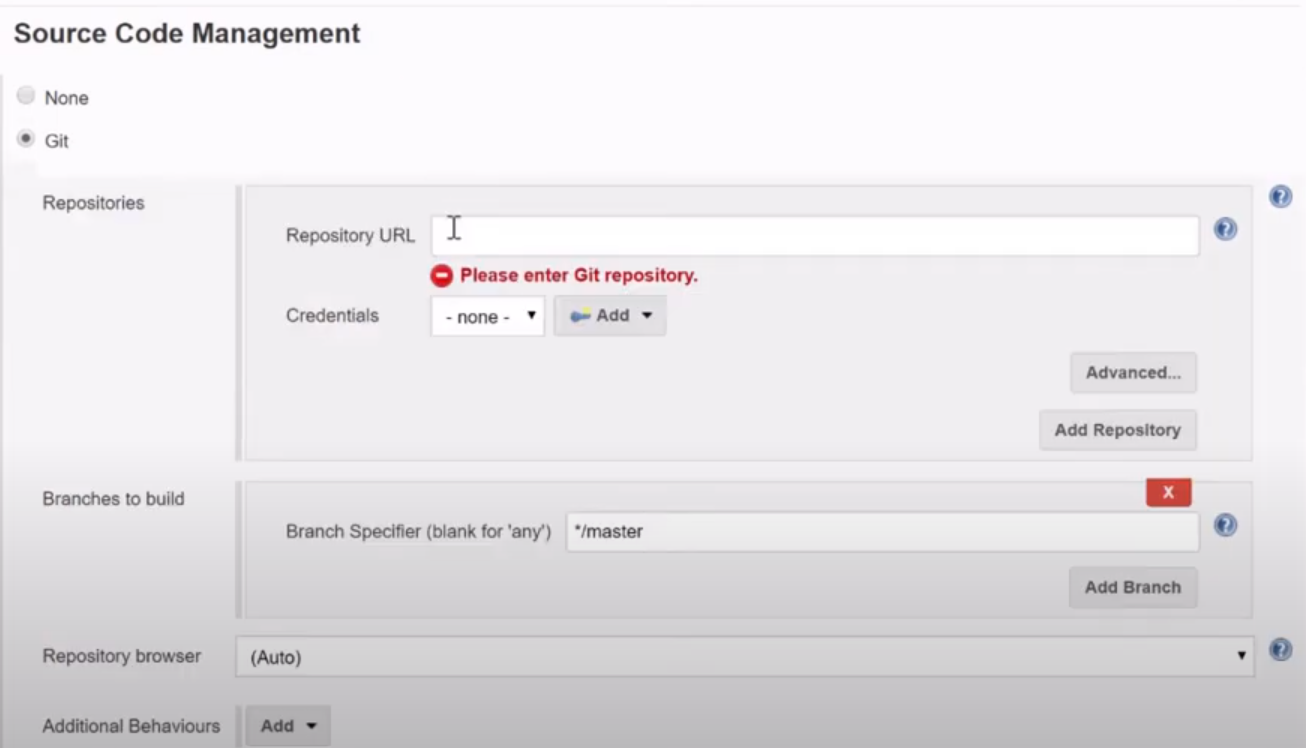 Source Code Management
None
Git
Repositories
Repository URL
Please enter Git repository.
Credentials
- none -
Add
Advanced...
Add Repository
Branches to build
X
Branch Specifier (blank for 'any')
*/master
Add Branch
Repository browser
(Auto)
Additional Behaviours
Add